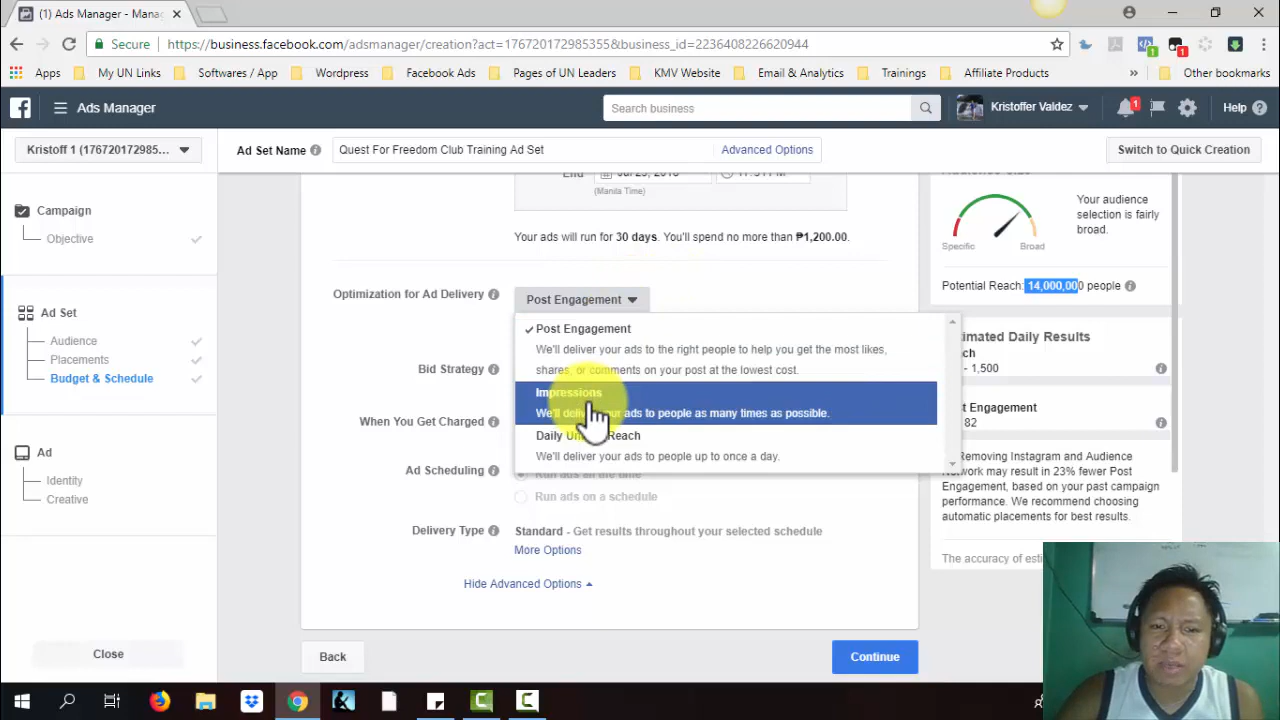 (1) Ads Manager - Mana
Secure
https://business.facebook.com/adsmanager/creation?act=176720172985355&business_id=2236408226620944
1
1
Apps
My UN Links
Softwares / App
Wordpress
Facebook Ads
Pages of UN Leaders
KMV Website
Email & Analytics
Trainings
Affiliate Products
»
Other bookmarks
Ads Manager
Search business
Kristoffer Valdez
1
Help
Kristoff 1 (176720172985...
Ad Set Name
Quest For Freedom Club Training Ad Set
Advanced Options
Switch to Quick Creation
Campaign
Objective
Ad Set
Audience
Placements
Budget & Schedule
Ad
Identity
Creative
Close
End
(Manila Time)
Your ads will run for 30 days. You'll spend no more than ₱1,200.00.
Optimization for Ad Delivery
Post Engagement
Post Engagement
We'll deliver your ads to the right people to help you get the most likes,
shares, or comments on your post at the lowest cost.
Impressions
We'll deliver your ads to people as many times as possible.
Daily Reach
We'll deliver your ads to people up to once a day.
Bid Strategy
When You Get Charged
Ad Scheduling
Run ads all the time
Run ads on a schedule
Delivery Type
Standard - Get results throughout your selected schedule
More Options
Hide Advanced Options
Back
Continue
Your audience
selection is fairly
broad.
Specific
Broad
Potential Reach: 14,000,000 people
timated Daily Results
ach
- 1,500
st Engagement
82
Removing Instagram and Audience
Network may result in 23% fewer Post
Engagement, based on your past campaign
performance. We recommend choosing
automatic placements for best results.
The accuracy of esti